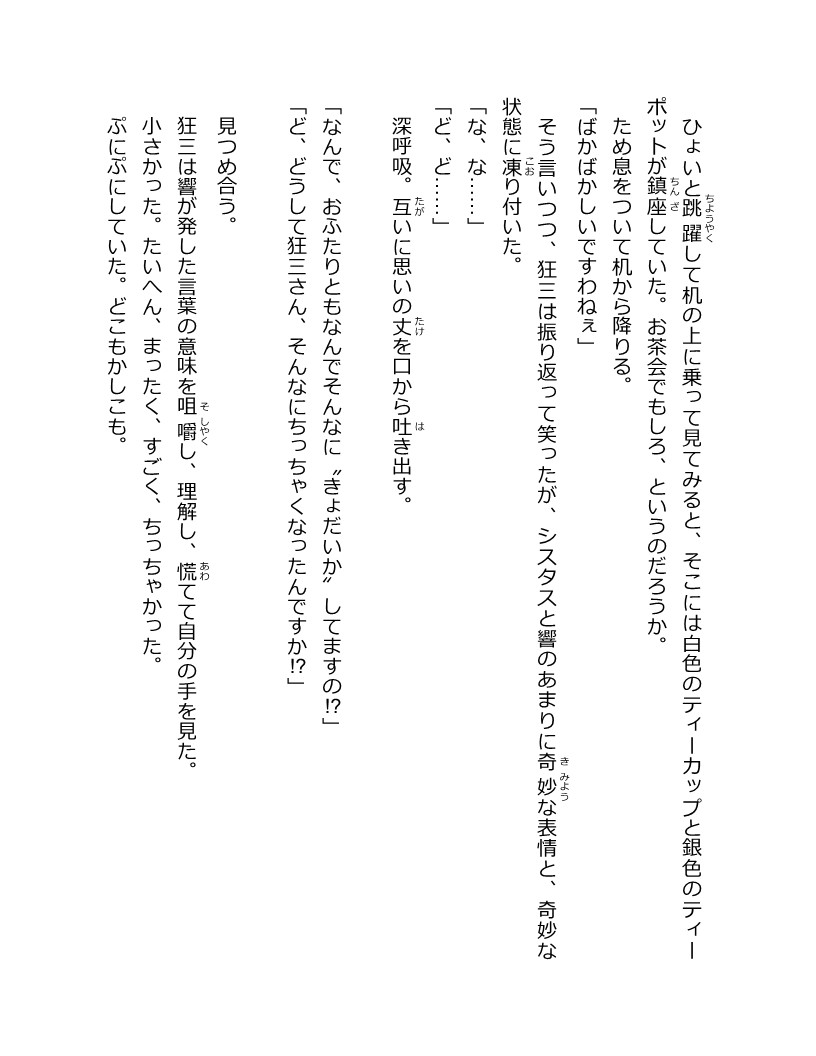 ひょいと跳躍して机の上に乗って見てみると、そこには白色のティーカップと銀色のティー
ポットが鎮座していた。お茶会でもしろ、というのだろうか。
ため息をついて机から降りる。
「ばかばかしいですわねぇ」
そう言いつつ、狂三は振り返って笑ったが、シスタスと響のあまりに奇妙な表情と、奇妙な
状態に凍り付いた。
「な、な……」
「ど、ど……」
深呼吸。互いに思いの丈を口から吐き出す。
「なんで、おふたりともなんでそんなに〝きょだいか〟してますの!?」
「ど、どうして狂三さん、そんなにちっちゃくなったんですか!?」
見つめ合う。
狂三は響が発した言葉の意味を咀嚼し、理解し、慌てて自分の手を見た。
小さかった。たいへん、まったく、すごく、ちっちゃかった。
ぷにぷにしていた。どこもかしこも。